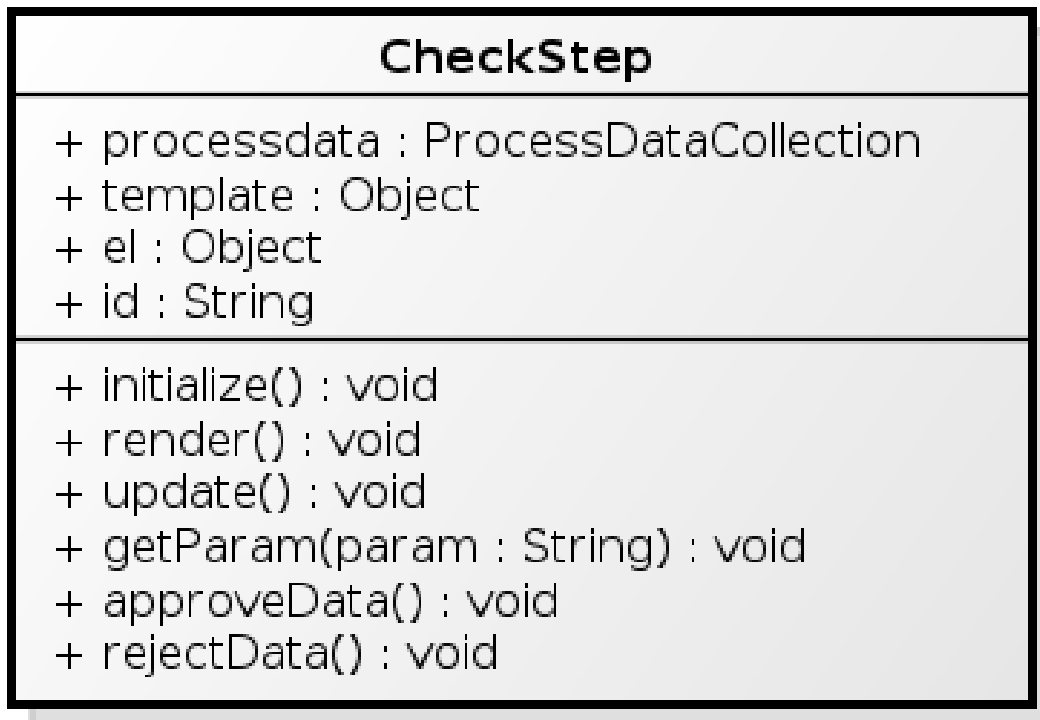 CheckStep
+ processdata : ProcessDataCollection
+ template : Object
+ el : Object
+ id : String
+ initialize() : void
+ render() : void
+ update() : void
+ getParam(param : String) : void
+ approveData() : void
+ rejectData() : void